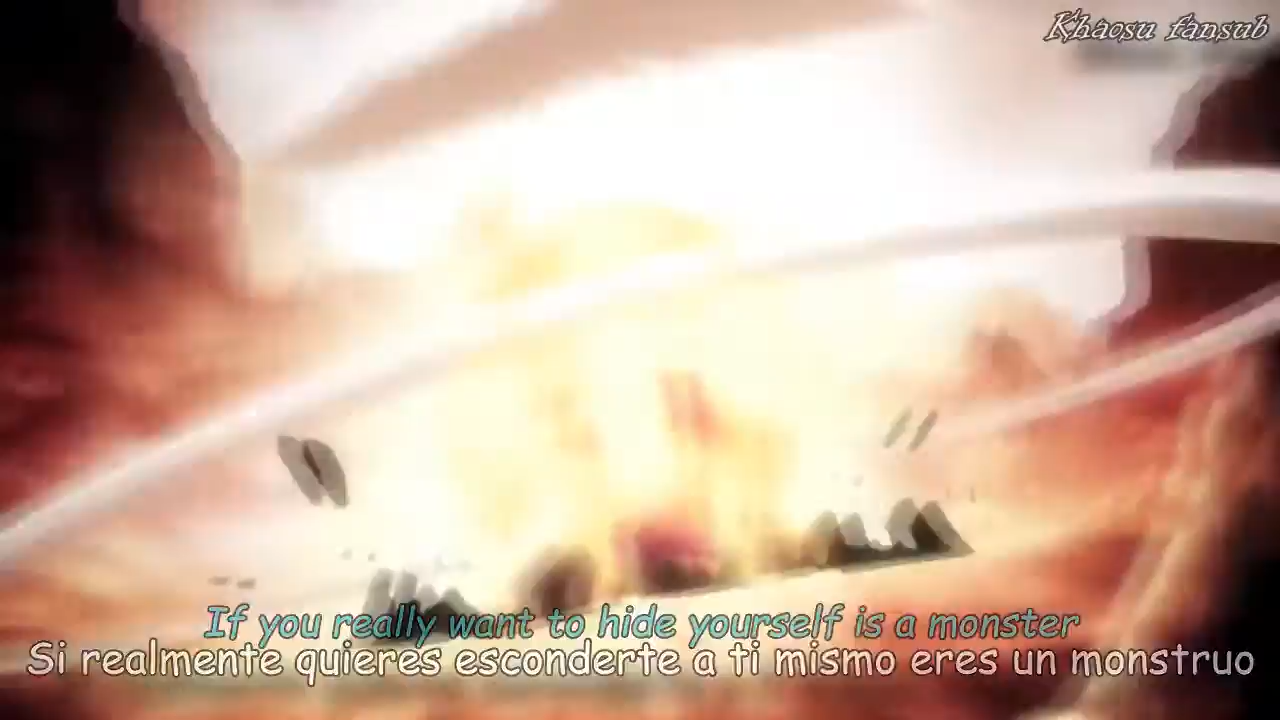 Khaosu fansub
If you really want to hide yourself is a monster
Si realmente quieres esconderte a ti mismo eres un monstruo